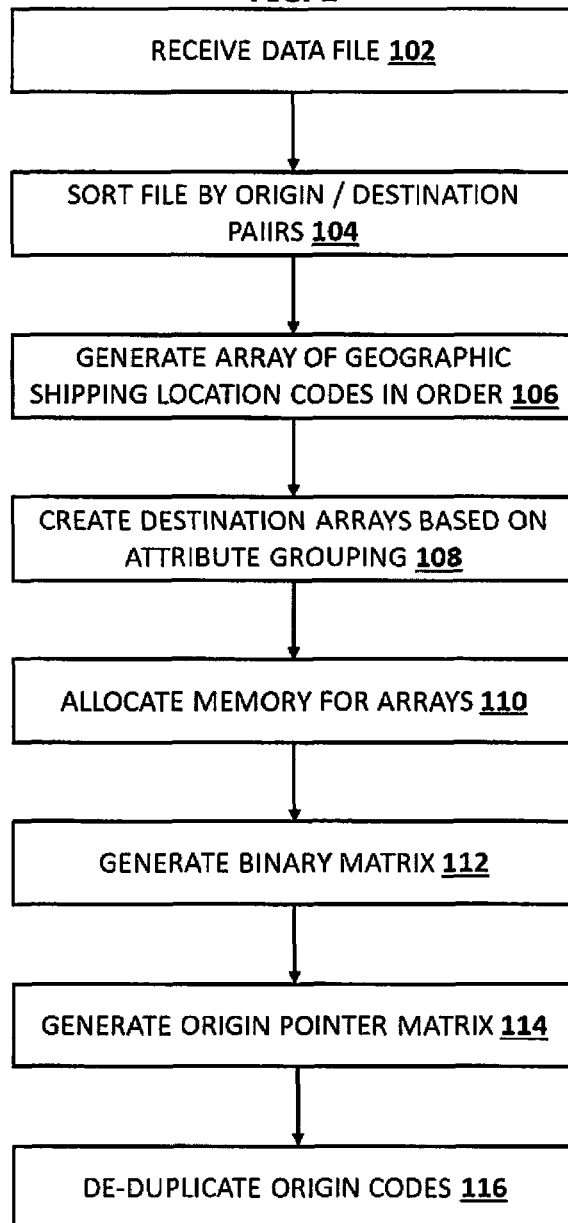 RECEIVE DATA FILE 102
SORT FILE BY ORIGIN / DESTINATION
PAIIRS 104
GENERATE ARRAY OF GEOGRAPHIC
SHIPPING LOCATION CODES IN ORDER 106
CREATE DESTINATION ARRAYS BASED ON
ATTRIBUTE GROUPING 108
ALLOCATE MEMORY FOR ARRAYS 110
GENERATE BINARY MATRIX 112
GENERATE ORIGIN POINTER MATRIX 114
DE-DUPLICATE ORIGIN CODES 116